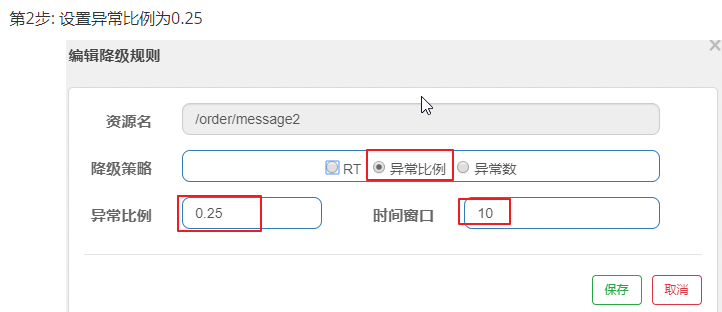 第2步: 设置异常比例为0.25
编辑降级规则
×
资源名 /order/message2
降级策略 RT 异常比例 异常数
异常比例 0.25 时间窗口 10
保存 取消